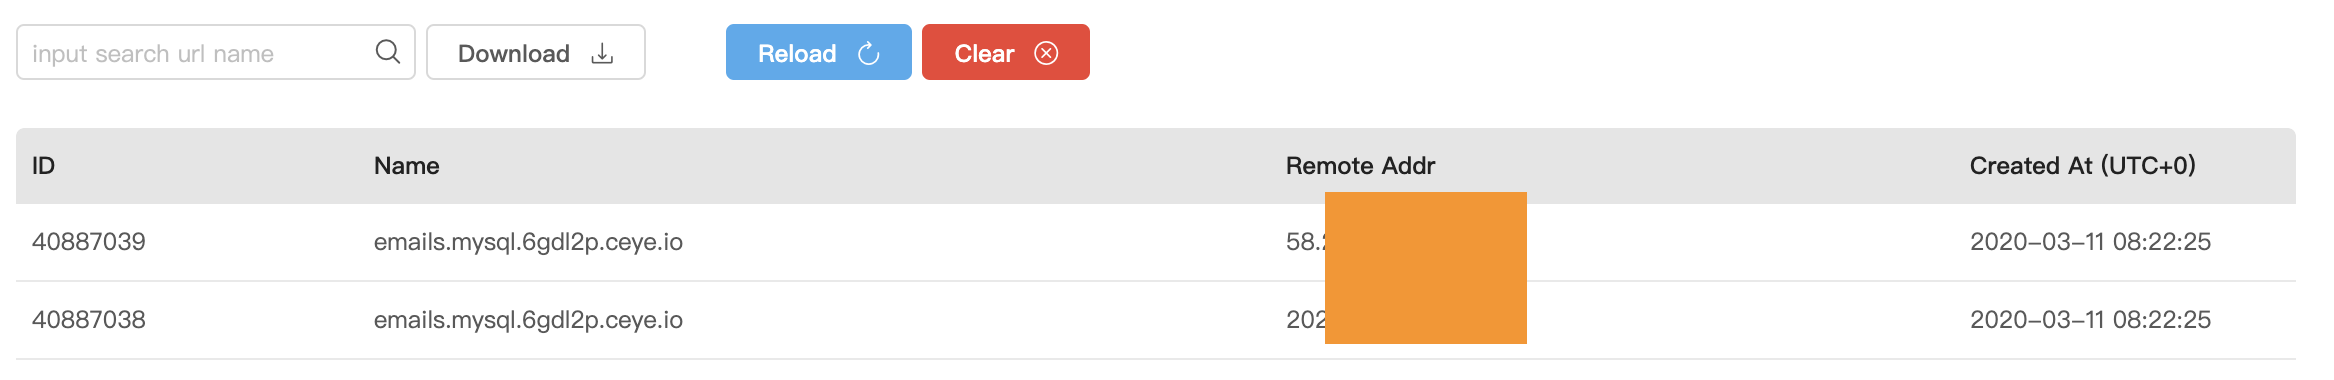 input search url name Download Reload Clear
ID Name Remote Addr Created At (UTC+0)
40887039 emails.mysql.6gdl2p.ceye.io 58. 2020-03-11 08:22:25
40887038 emails.mysql.6gdl2p.ceye.io 202 2020-03-11 08:22:25